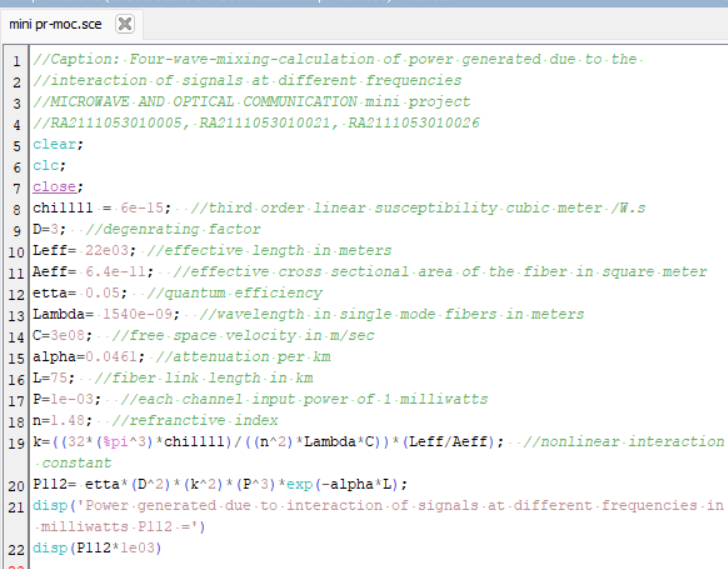 mini pr-moc.sce
1 //Caption: Four-wave-mixing-calculation of power generated due to the
2 //interaction of signals at different frequencies
3 //MICROWAVE AND OPTICAL COMMUNICATION mini project
4 //RA2111053010005, RA2111053010021, RA2111053010026
5 clear;
6 clc;
7 close;
8 chi1111 = 6e-15; //third order linear susceptibility cubic meter /W.s
9 D=3; //degenrating factor
10 Leff= 22e03; //effective length in meters
11 Aeff= 6.4e-11; //effective cross sectional area of the fiber in square meter
12 etta= 0.05; //quantum efficiency
13 Lambda= 1540e-09; //wavelength in single mode fibers in meters
14 C=3e08; //free space velocity in m/sec
15 alpha=0.0461; //attenuation per km
16 L=75; //fiber link length in km
17 P=1e-03; //each channel input power of 1 milliwatts
18 n=1.48; //refranctive index
19 k=((32*(%pi^3)*chi1111)/((n^2)*Lambda*C))*(Leff/Aeff); //nonlinear interaction
constant
20 P112= etta*(D^2)*(k^2)*(P^3)*exp(-alpha*L);
21 disp('Power generated due to interaction of signals at different frequencies in
milliwatts P112 =')
22 disp(P112*1e03)